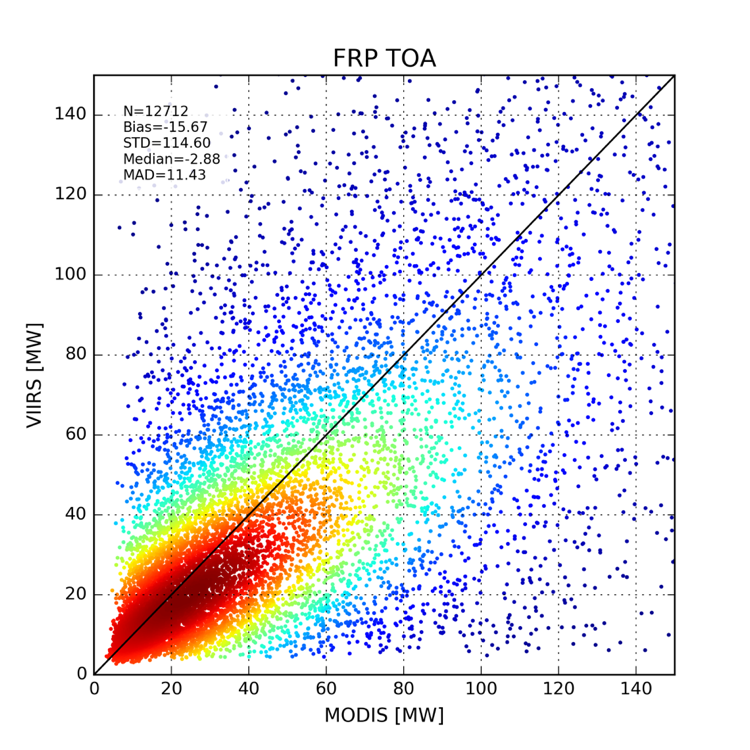 FRP TOA
N=12712
Bias=-15.67
STD=114.60
Median=-2.88
MAD=11.43
VIIRS [MW]
140
120
100
80
60
40
20
0
0 20 40 60 80 100 120 140
MODIS [MW]